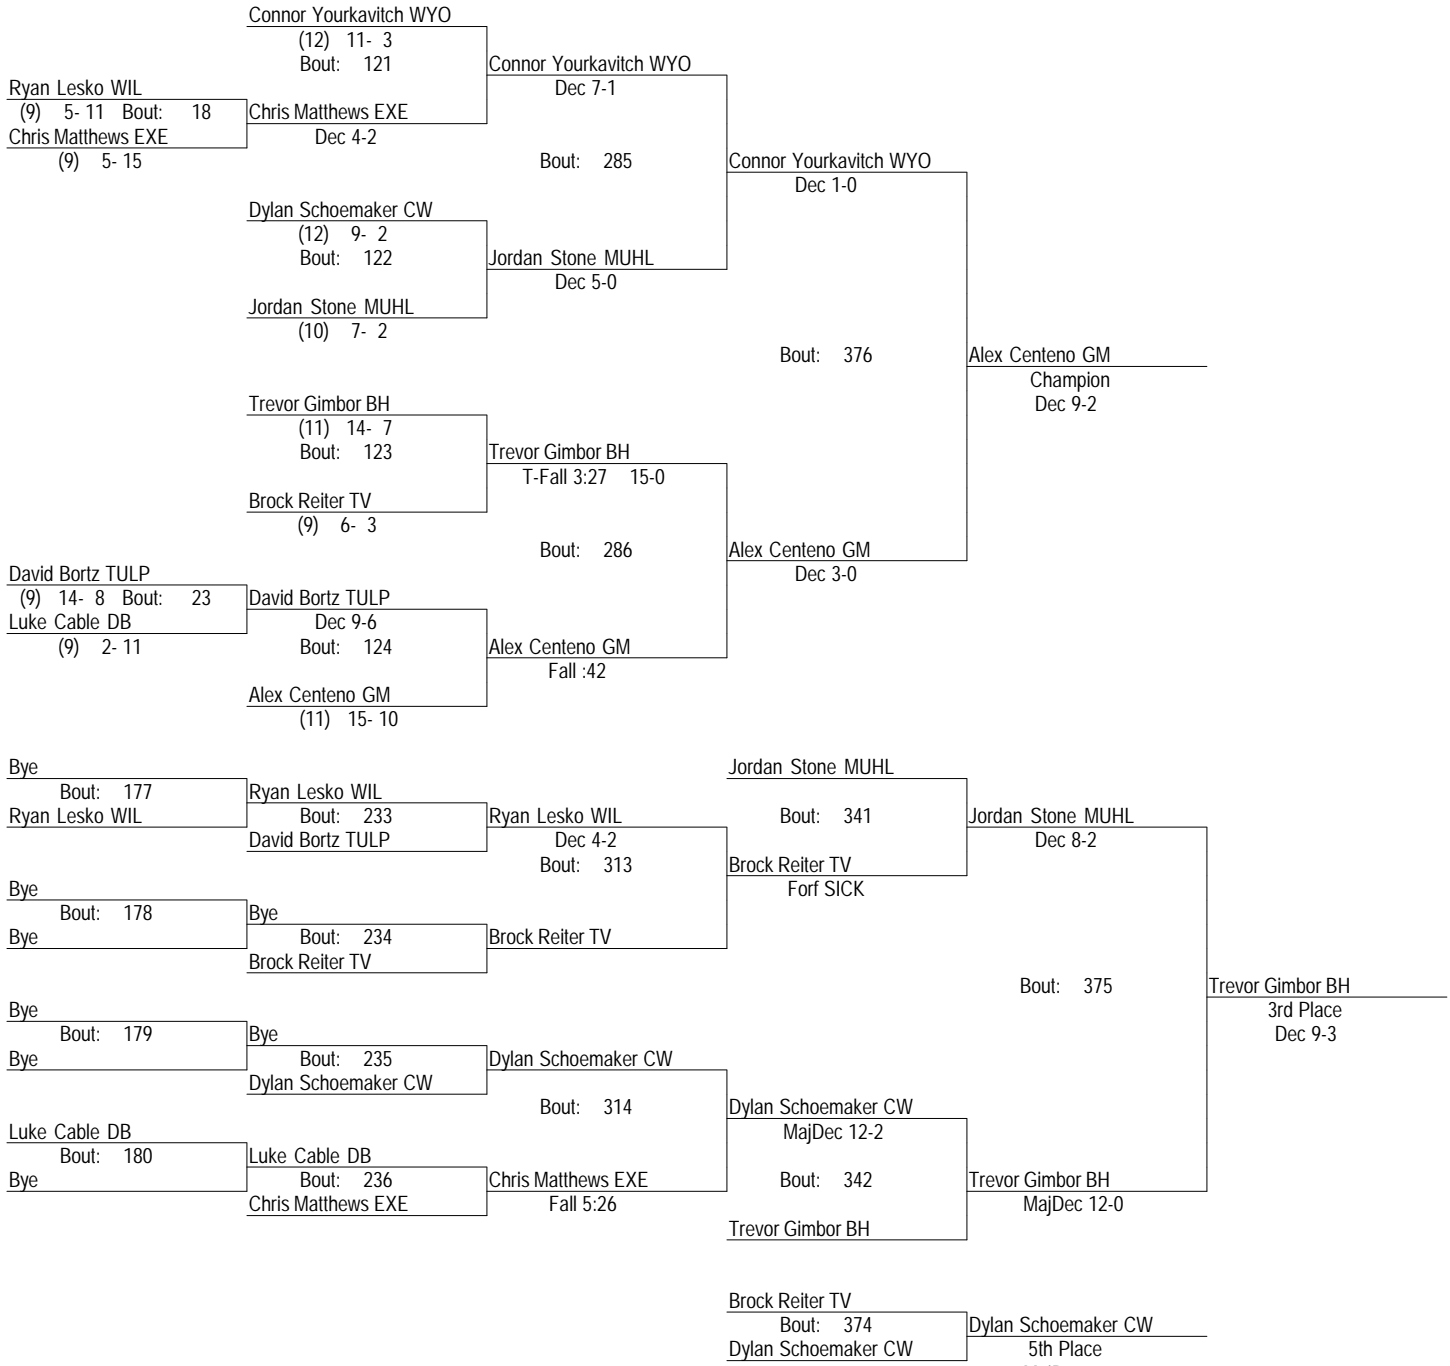 Connor Yourkavitch WYO
(12) 11- 3
Bout: 121
Connor Yourkavitch WYO
Dec 7-1
Ryan Lesko WIL
(9) 5- 11 Bout: 18
Chris Matthews EXE
Chris Matthews EXE
Dec 4-2
(9) 5- 15
Bout: 285
Connor Yourkavitch WYO
Dec 1-0
Dylan Schoemaker CW
(12) 9- 2
Bout: 122
Jordan Stone MUHL
Dec 5-0
Jordan Stone MUHL
(10) 7- 2
Bout: 376
Alex Centeno GM
Champion
Dec 9-2
Trevor Gimbor BH
(11) 14- 7
Bout: 123
Trevor Gimbor BH
T-Fall 3:27 15-0
Brock Reiter TV
(9) 6- 3
Bout: 286
Alex Centeno GM
Dec 3-0
David Bortz TULP
(9) 14- 8 Bout: 23
David Bortz TULP
Luke Cable DB
Dec 9-6
(9) 2- 11
Bout: 124
Alex Centeno GM
Fall :42
Alex Centeno GM
(11) 15- 10
Bye
Bout: 177
Ryan Lesko WIL
Ryan Lesko WIL
Bout: 233
David Bortz TULP
Ryan Lesko WIL
Dec 4-2
Bout: 313
Jordan Stone MUHL
Bout: 341
Jordan Stone MUHL
Dec 8-2
Brock Reiter TV
Forf SICK
Bye
Bout: 178
Bye
Bye
Bout: 234
Brock Reiter TV
Brock Reiter TV
Bout: 375
Trevor Gimbor BH
3rd Place
Dec 9-3
Bye
Bout: 179
Bye
Bye
Bout: 235
Dylan Schoemaker CW
Dylan Schoemaker CW
Bout: 314
Dylan Schoemaker CW
MajDec 12-2
Luke Cable DB
Bout: 180
Bye
Luke Cable DB
Bout: 236
Chris Matthews EXE
Chris Matthews EXE
Fall 5:26
Bout: 342
Trevor Gimbor BH
MajDec 12-0
Trevor Gimbor BH
Brock Reiter TV
Bout: 374
Dylan Schoemaker CW
Dylan Schoemaker CW
5th Place